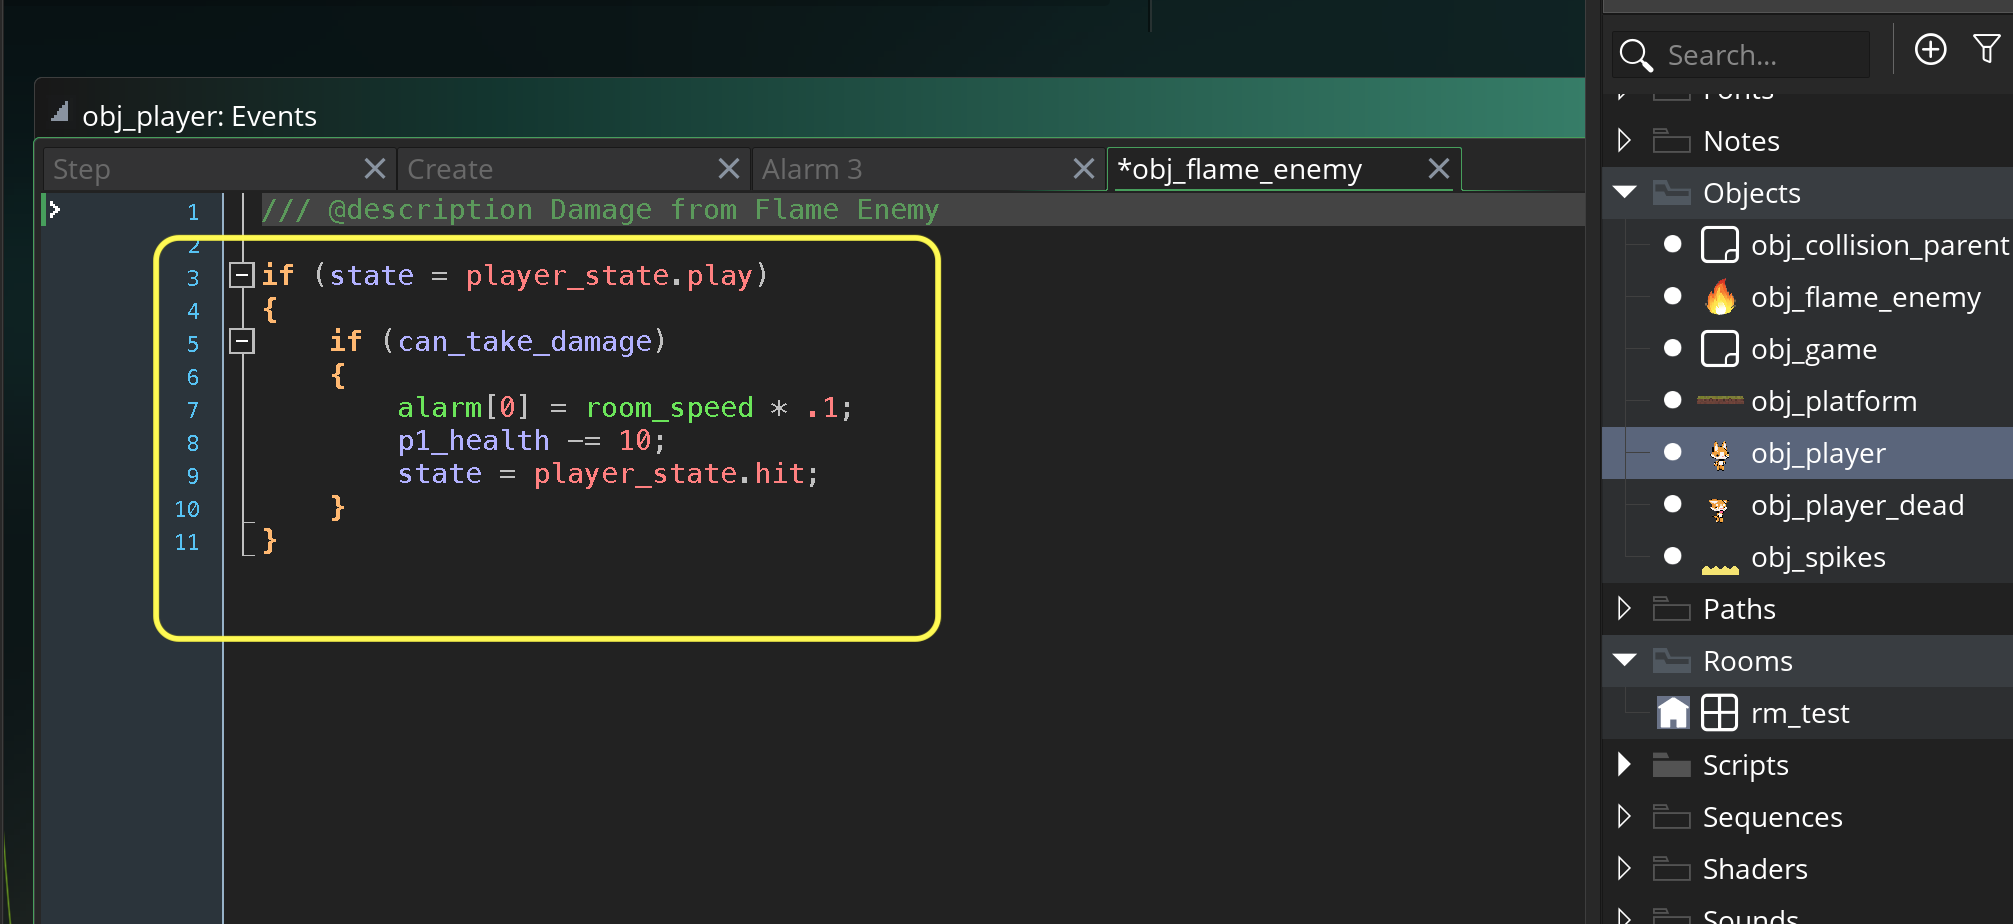 Search...
Fonts
obj_player: Events
Notes
Step
Create
Alarm 3
*obj_flame_enemy
Objects
1 /// @description Damage from Flame Enemy
2
3 if (state = player_state.play)
4 {
5 if (can_take_damage)
6 {
7 alarm[0] = room_speed * .1;
8 p1_health -= 10;
9 state = player_state.hit;
10 }
11 }
obj_collision_parent
obj_flame_enemy
obj_game
obj_platform
obj_player
obj_player_dead
obj_spikes
Paths
Rooms
rm_test
Scripts
Sequences
Shaders
Sounds